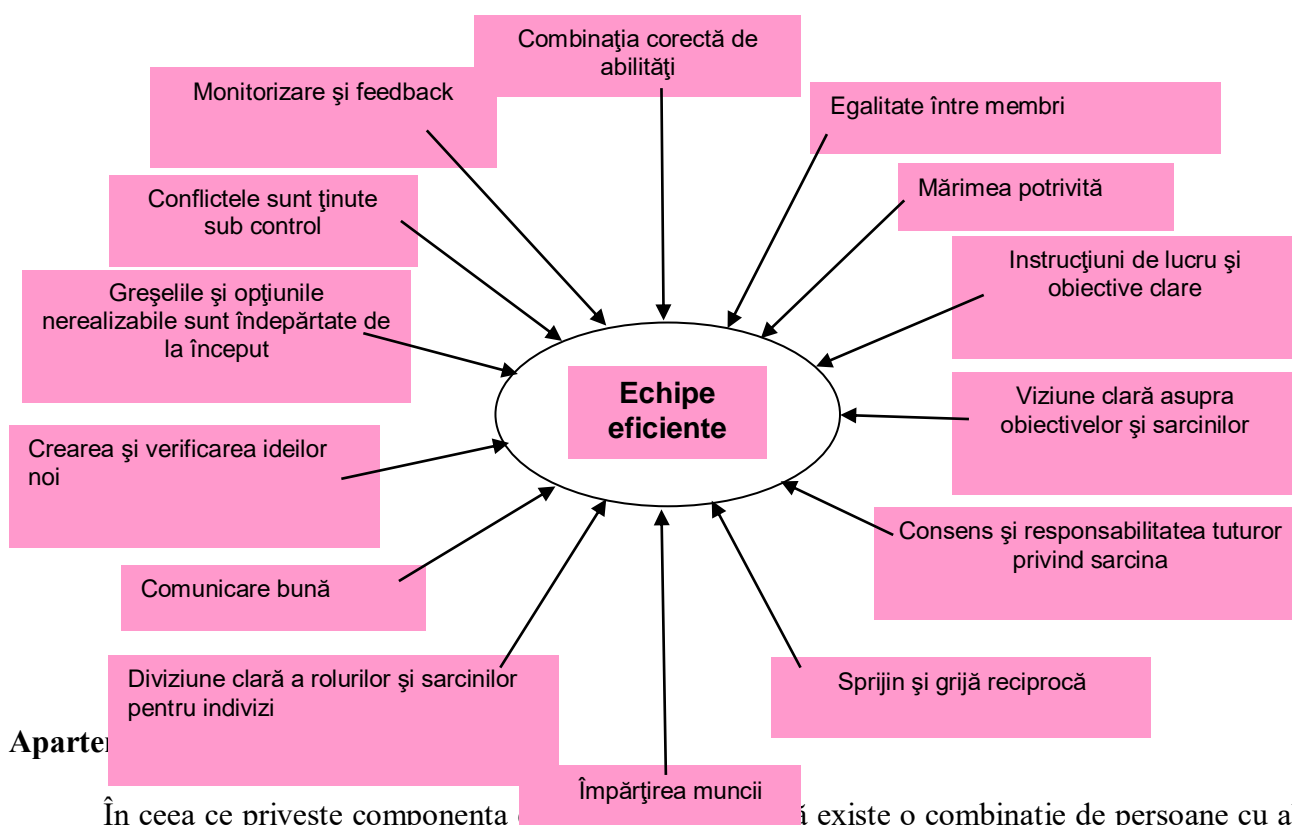 Combinaţia corectă de
abilităţi
Monitorizare şi feedback
Egalitate între membri
Conflictele sunt ţinute
sub control
Mărimea potrivită
Instrucţiuni de lucru şi
obiective clare
Greşelile şi opţiunile
nerealizabile sunt îndepărtate de
la început
Echipe
eficiente
Viziune clară asupra
obiectivelor şi sarcinilor
Crearea şi verificarea ideilor
noi
Consens şi responsabilitatea tuturor
privind sarcina
Comunicare bună
Diviziune clară a rolurilor şi sarcinilor
pentru indivizi
Sprijin şi grijă reciprocă
Împărţirea muncii
În ceea ce priveşte componenţa existe o combinaţie de persoane cu